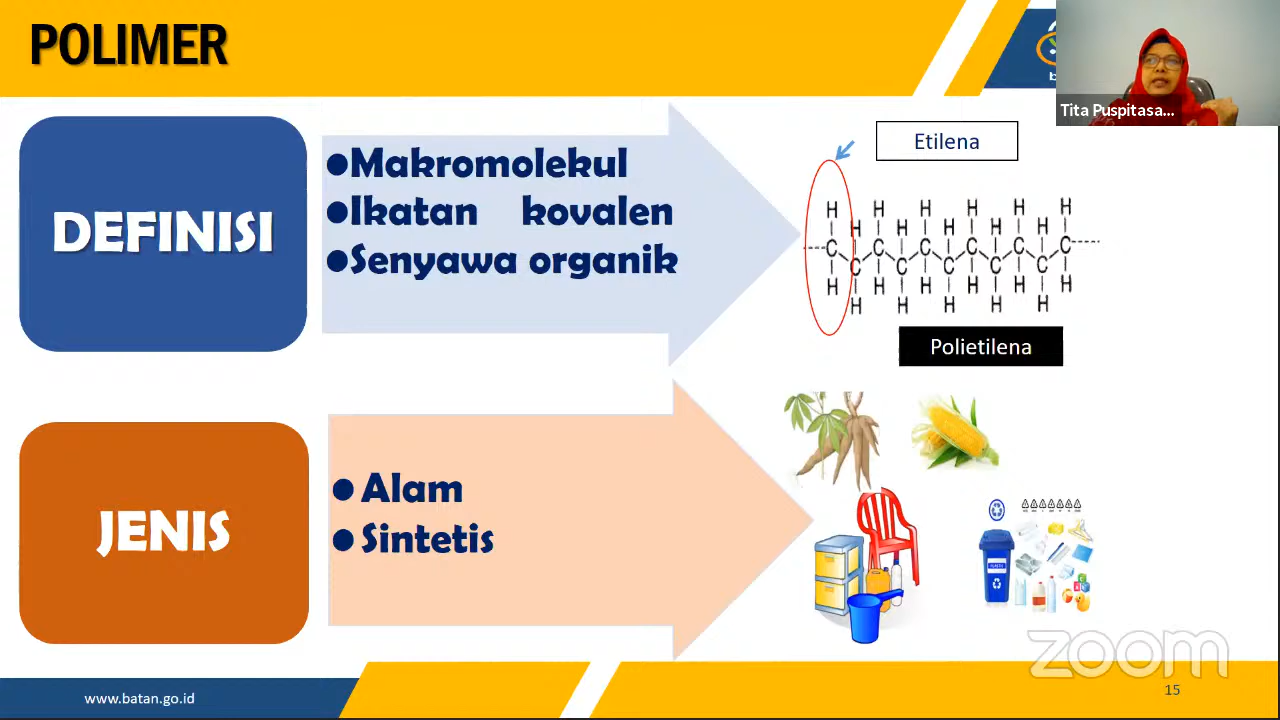 POLIMER
Tita Puspitasa...
DEFINISI
●Makromolekul
●Ikatan kovalen
●Senyawa organik
Etilena
H H H H H H
H H H H H
C C C C C C
C C C C C
H H H H H H
H H H H H
Polietilena
JENIS
● Alam
● Sintetis
zoom
www.batan.go.id
15